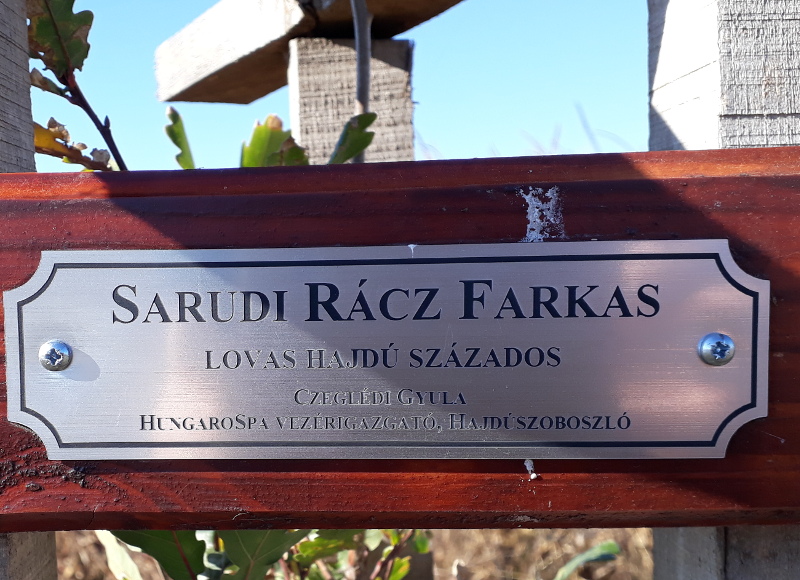 SARUDI RÁCZ FARKAS
LOVAS HAJDÚ SZÁZADOS
CZEGLÉDI GYULA
HUNGAROSPA VEZÉRIGAZGATÓ, HAJDÚSZOBOSZLÓ